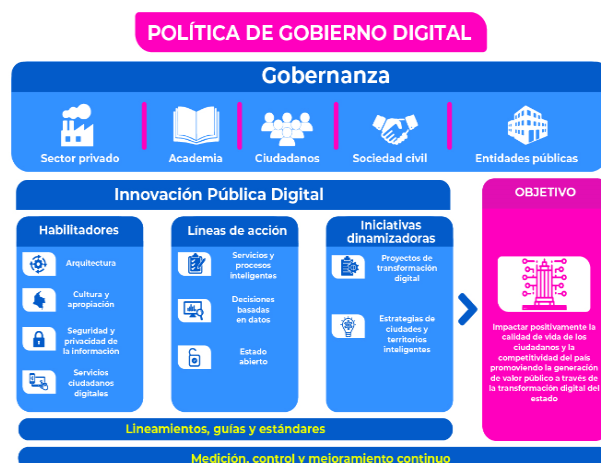 POLÍTICA DE GOBIERNO DIGITAL
Gobernanza
Sector privado
Academia
Ciudadanos
Sociedad civil
Entidades públicas
Innovación Pública Digital
Habilitadores
Arquitectura
Cultura y
apropiación
Seguridad y
privacidad de
la información
Servicios
ciudadanos
digitales
Líneas de acción
Servicios y
procesos
inteligentes
Decisiones
basadas
en datos
Estado
abierto
Iniciativas
dinamizadoras
Proyectos de
transformación
digital
Estrategias de
ciudades y
territorios
inteligentes
OBJETIVO
Impactar positivamente la
calidad de vida de los
ciudadanos y la
competitividad del país
promoviendo la generación
de valor público a través de
la transformación digital del
estado
Lineamientos, guías y estándares
Medición, control y mejoramiento continuo